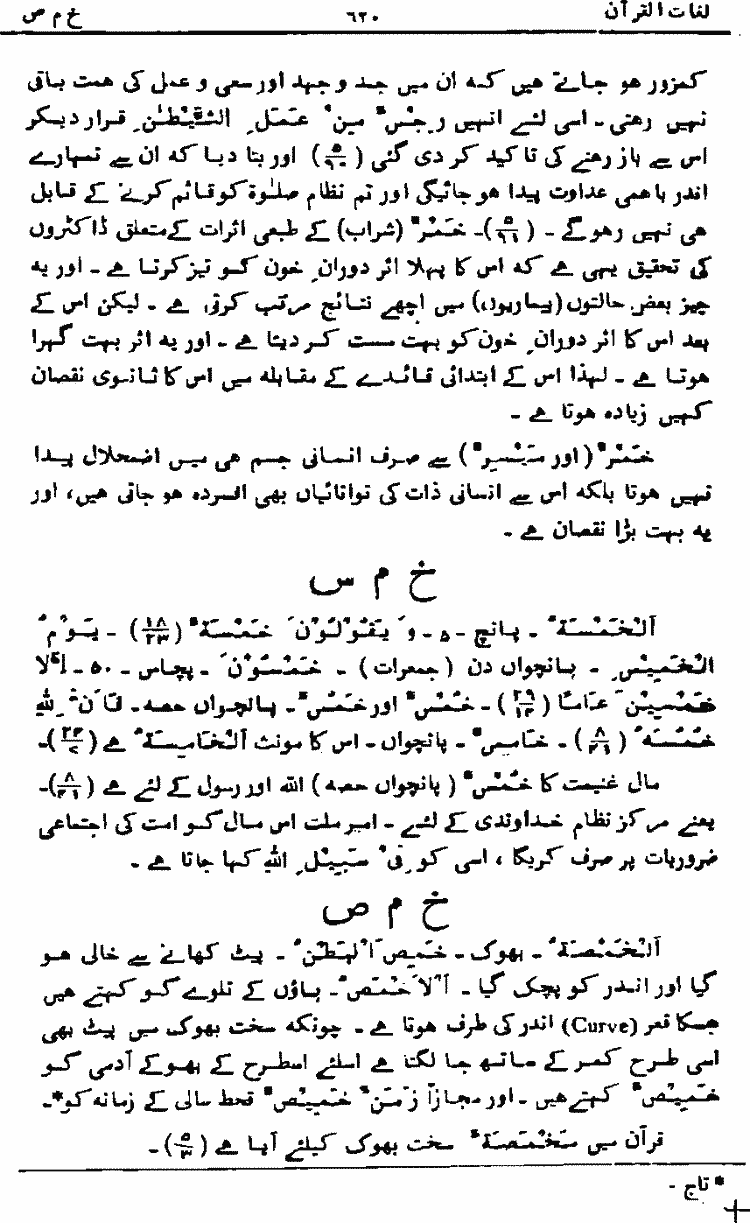 لغات القرآن ٦٢٠ خ م ص
کمزور ہو جاتے ہیں کہ ان میں جد و جہد اور سعی و عمل کی ہمت باقی
نہیں رہتی۔ اسی لئے انہیں رِجْسٌ مِنْ عَمَلِ الشَّيْطٰنِ قرار دیکر
اس سے باز رہنے کی تاکید کر دی گئی (۵/۹۰) اور بتا دیا کہ ان سے تمہارے
اندر باہمی عداوت پیدا ہو جائیگی اور تم نظام صلٰوۃ کو قائم کرنے کے قابل
ہی نہیں رہوگے۔ (۵/۹۱)۔ خَمْرٌ (شراب) کے طبعی اثرات کے متعلق ڈاکٹروں
کی تحقیق یہی ہے کہ اس کا پہلا اثر دورانِ خون کو تیز کرتا ہے۔ اور یہ
چیز بعض حالتوں (بیماریوں) میں اچھے نتائج مرتب کرتی ہے۔ لیکن اس کے
بعد اس کا اثر دورانِ خون کو بہت سست کر دیتا ہے۔ اور یہ اثر بہت گہرا
ہوتا ہے۔ لہذا اس کے ابتدائی فائدے کے مقابلہ میں اس کا ثانوی نقصان
کہیں زیادہ ہوتا ہے۔
خَمْرٌ (اور مَيْسِرٌ) سے صرف انسانی جسم ہی میں اضمحلال پیدا
نہیں ہوتا بلکہ اس سے انسانی ذات کی توانائیاں بھی افسردہ ہو جاتی ہیں، اور
یہ بہت بڑا نقصان ہے۔
خ م س
اَلْخَمْسَةُ۔ پانچ۔ ۵۔ وَ يَقُوْلُوْنَ خَمْسَةٌ (۱۸/۲۳)۔ يَوْمُ
الْخَمِيْسِ۔ پانچواں دن (جمعرات)۔ خَمْسُوْنَ۔ پچاس۔ ۵۰۔ اِلَّا
خَمْسِيْنَ عَامًا (۲۹/۱۴)۔ خُمُسٌ اور خُمْسٌ۔ پانچواں حصہ۔ فَاَنَّ لِلّٰهِ
خُمُسَهٗ (۸/۴۱)۔ خَامِسٌ۔ پانچواں۔ اس کا مونث اَلْخَامِسَةُ ہے (۲۴/۷)۔
مال غنیمت کا خُمُسٌ (پانچواں حصہ) اللہ اور رسول کے لئے ہے (۸/۴۱)۔
یعنے مرکز نظام خداوندی کے لئے۔ امیر ملت اس مال کو امت کی اجتماعی
ضروریات پر صرف کریگا، اسی کو فِيْ سَبِيْلِ اللّٰهِ کہا جاتا ہے۔
خ م ص
اَلْخَمْصَةُ۔ بھوک۔ خَمِصَ الْبَطْنُ۔ پیٹ کھانے سے خالی ہو
گیا اور اندر کو پچک گیا۔ اَلْاَخْمَصُ۔ پاؤں کے تلوے کو کہتے ہیں
جسکا قعر (Curve) اندر کی طرف ہوتا ہے۔ چونکہ سخت بھوک میں پیٹ بھی
اسی طرح کمر کے ساتھ جا لگتا ہے اسلئے اسطرح کے بھوکے آدمی کو
خَمِيْصٌ کہتے ہیں۔ اور مجازاً زَمَنٌ خَمِيْصٌ قحط سالی کے زمانہ کو*۔
قرآن میں مَخْمَصَةٌ سخت بھوک کیلئے آیا ہے (۵/۳)۔
* تاج۔